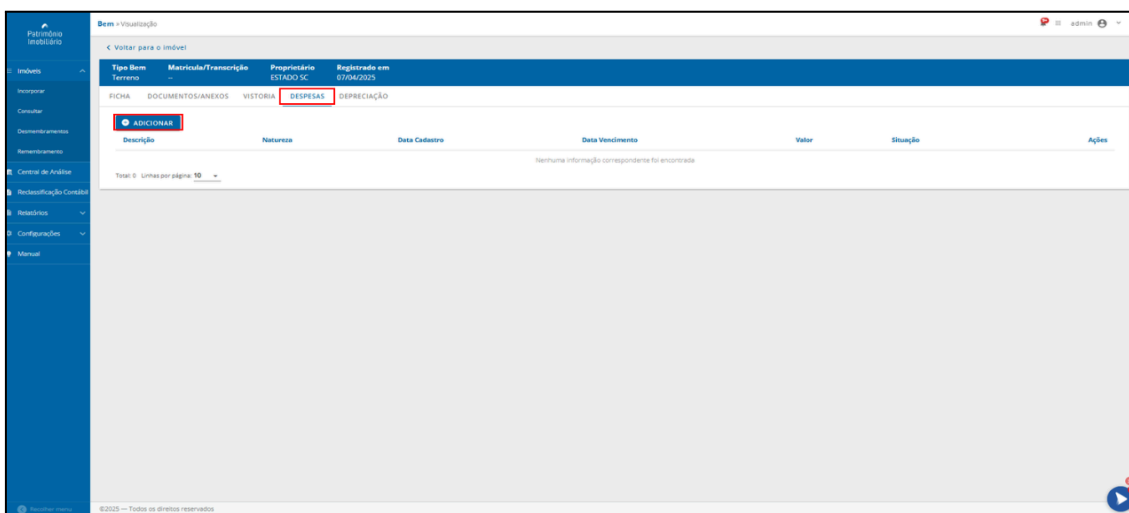 Patrimônio
Imobiliário
Bem » Visualização
admin
Voltar para o imóvel
Tipo Bem Matrícula/Transcrição Proprietário Registrado em
Terreno -- ESTADO SC 07/04/2025
Imóveis
Incorporar
Consultar
Desmembramentos
Remembramento
Central de Análise
Reclassificação Contábil
Relatórios
Configurações
Manual
FICHA DOCUMENTOS/ANEXOS VISTORIA DESPESAS DEPRECIAÇÃO
ADICIONAR
Descrição Natureza Data Cadastro Data Vencimento Valor Situação Ações
Nenhuma informação correspondente foi encontrada
Total: 0 Linhas por página: 10
Recolher menu
©2025 — Todos os direitos reservados